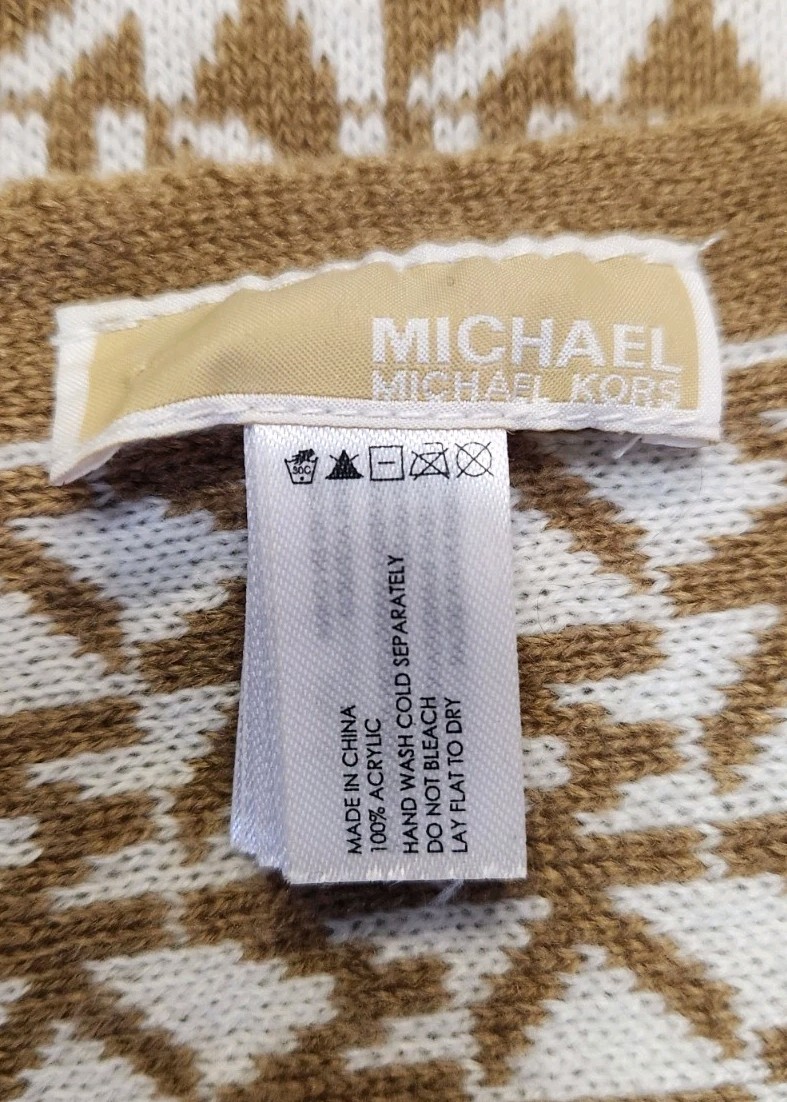 MICHAEL
MICHAEL KORS
30C
MADE IN CHINA
100% ACRYLIC
HAND WASH COLD SEPARATELY
DO NOT BLEACH
LAY FLAT TO DRY